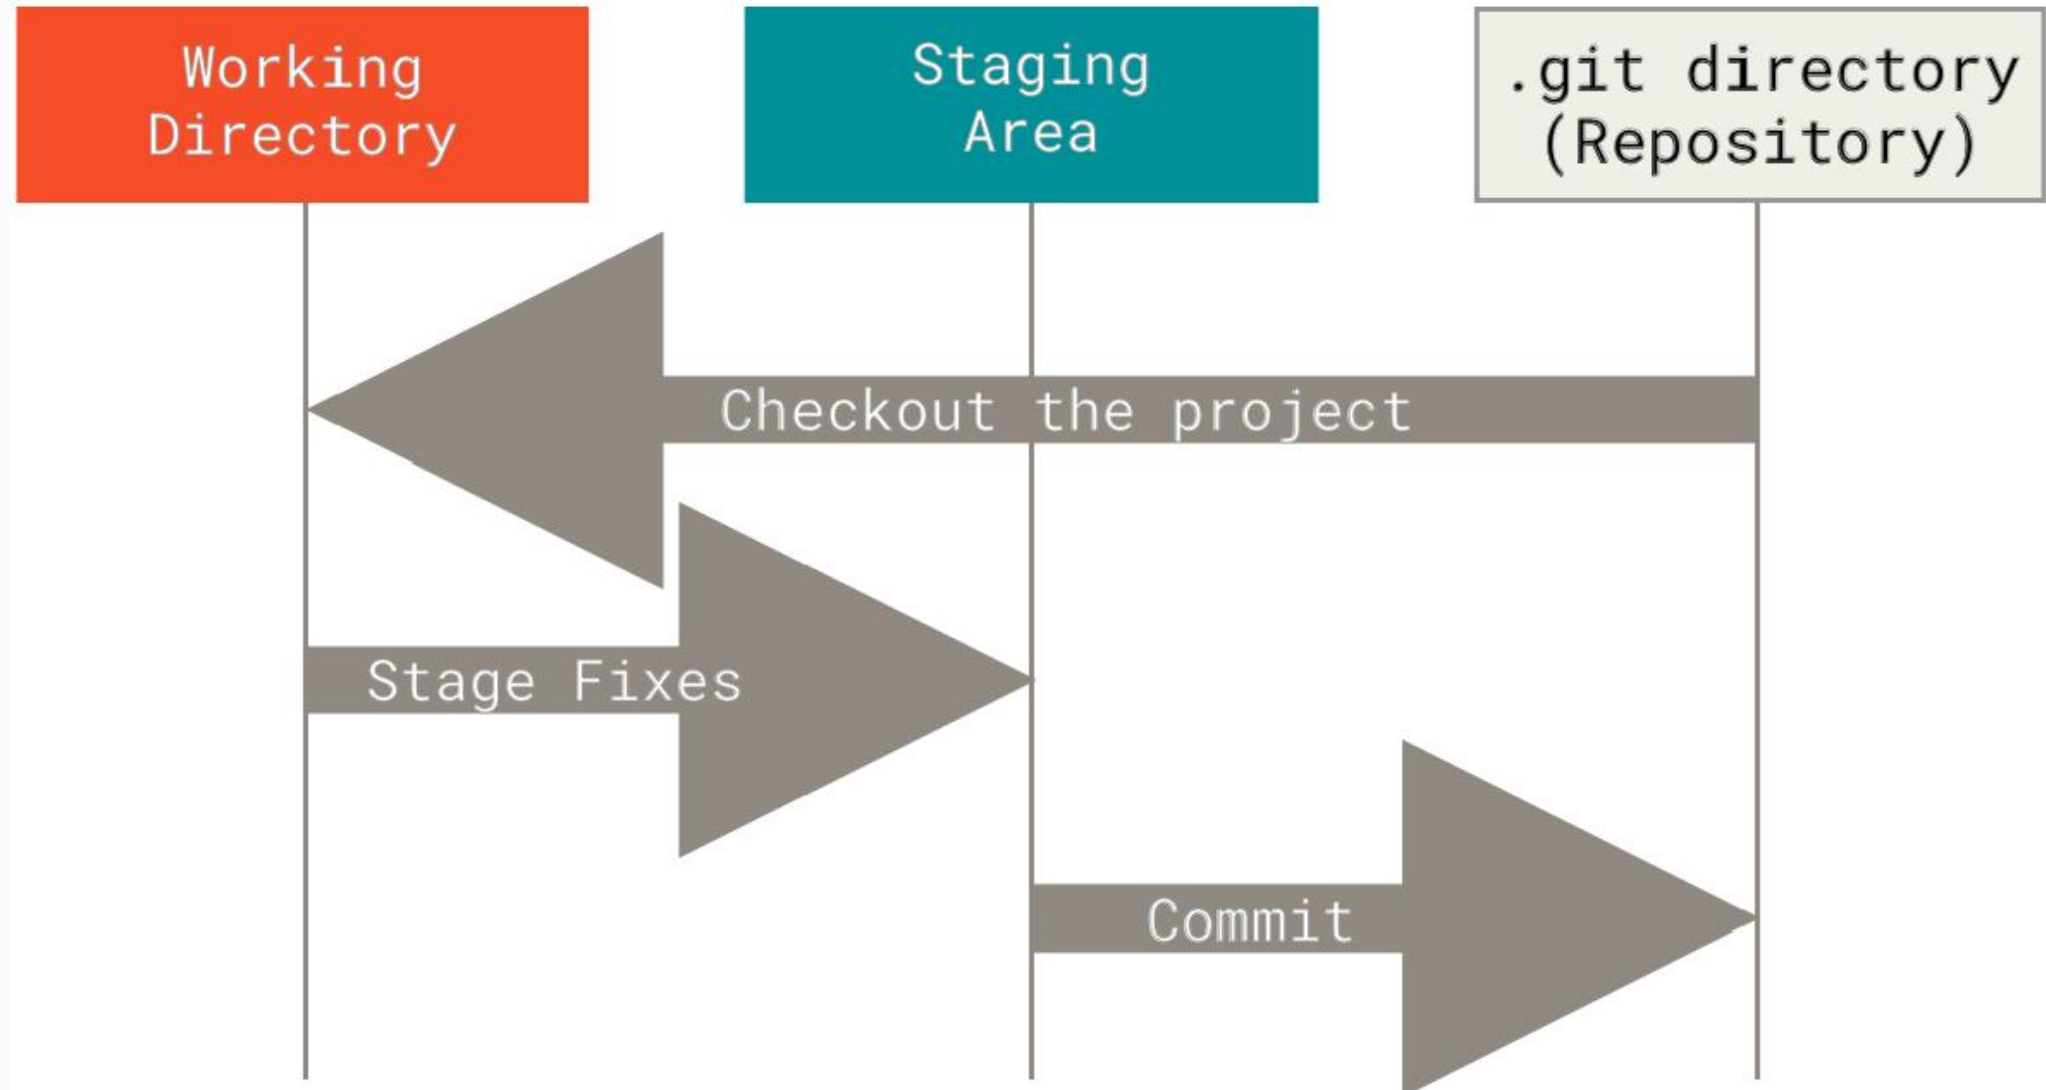 Working
Directory
Staging
Area
.git directory
(Repository)
Checkout the project
Stage Fixes
Commit